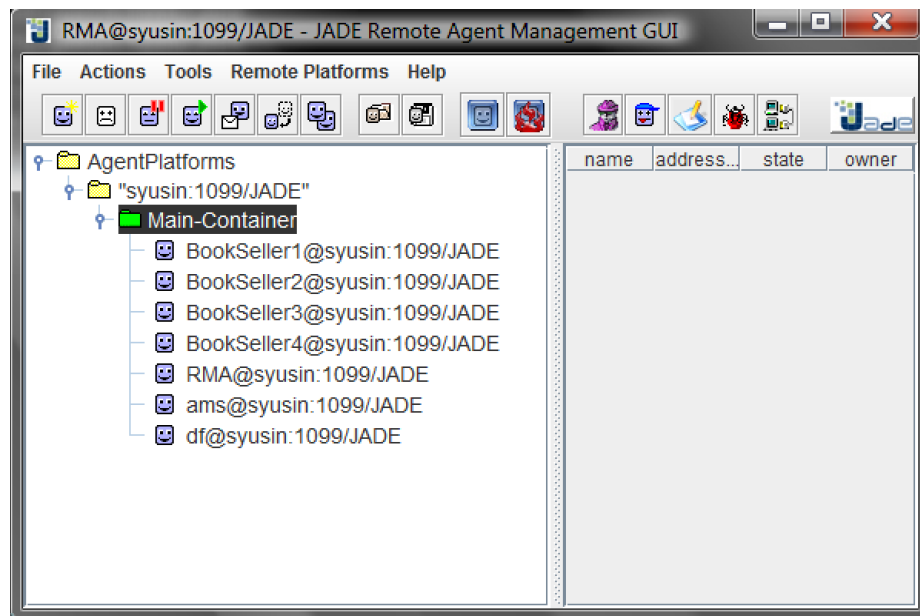 RMA@syusin:1099/JADE - JADE Remote Agent Management GUI
File Actions Tools Remote Platforms Help
Jade
AgentPlatforms
"syusin:1099/JADE"
Main-Container
BookSeller1@syusin:1099/JADE
BookSeller2@syusin:1099/JADE
BookSeller3@syusin:1099/JADE
BookSeller4@syusin:1099/JADE
RMA@syusin:1099/JADE
ams@syusin:1099/JADE
df@syusin:1099/JADE
name address... state owner